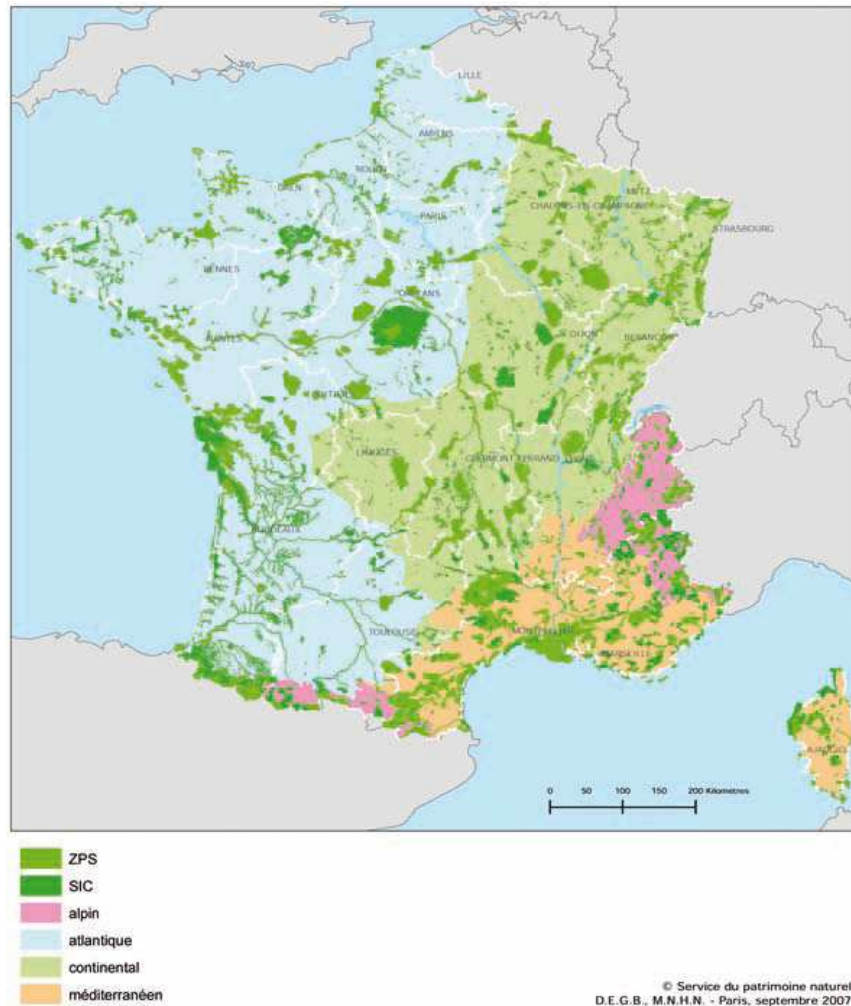 LILLE
AMIENS
ROUEN
CAEN
METZ
CHALONS-EN-CHAMPAGNE
PARIS
STRASBOURG
RENNES
ORLEANS
NANTES
DIJON
BESANCON
POITIERS
LIMOGES
CLERMONT-FERRAND
LYON
BORDEAUX
TOULOUSE
MONTPELLIER
MARSEILLE
AJACCIO
0 50 100 150 200 Kilomètres
ZPS
SIC
alpin
atlantique
continental
méditerranéen
© Service du patrimoine naturel
D.E.G.B., M.N.H.N. - Paris, septembre 2007